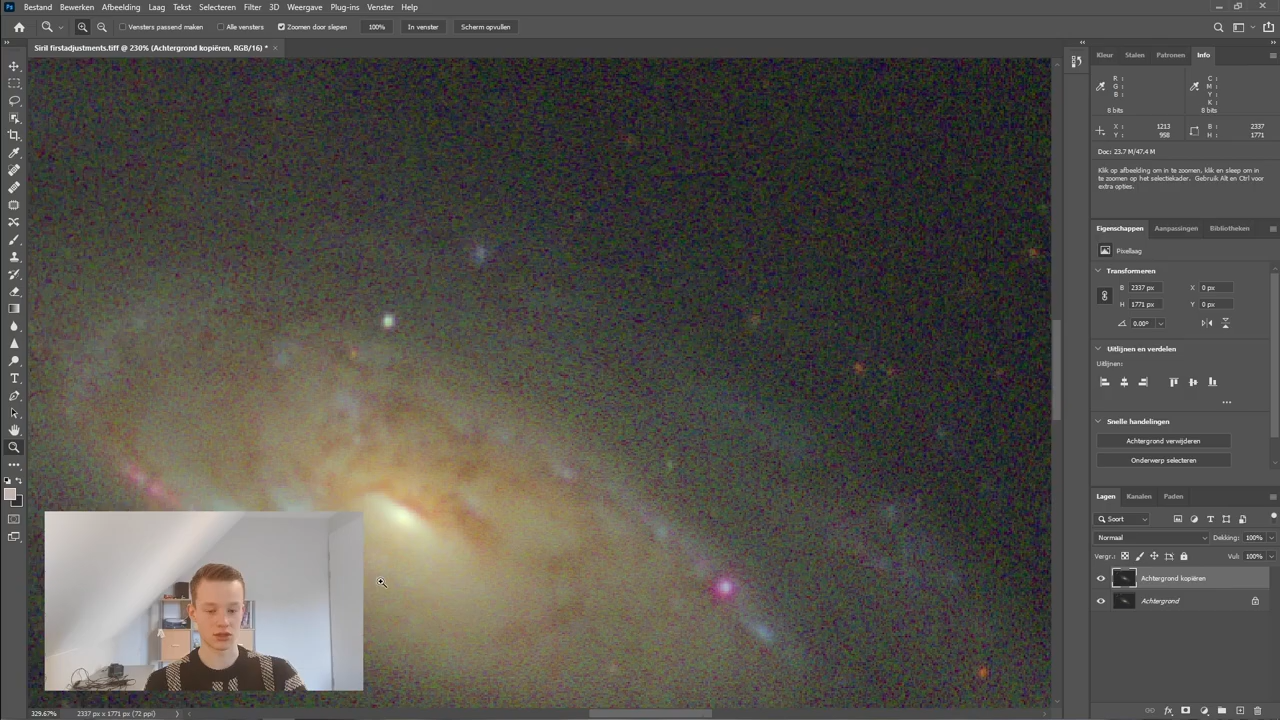 Ps Bestand Bewerken Afbeelding Laag Tekst Selecteren Filter 3D Weergave Plug-ins Venster Help
Vensters passend maken Alle vensters Zoomen door slepen 100% In venster Scherm opvullen
Siril firstadjustments.tiff @ 230% (Achtergrond kopiëren, RGB/16) *
Kleur Stalen Patronen Info
R : C :
G : M :
B : Y :
K :
8 bits 8 bits
X : 1213 B : 2337
Y : 958 H : 1771
Doc: 23.7 M/47.4 M
Klik op afbeelding om in te zoomen, klik en sleep om in
te zoomen op het selectiekader. Gebruik Alt en Ctrl voor
extra opties.
Eigenschappen Aanpassingen Bibliotheken
Pixellaag
Transformeren
B 2337 px X 0 px
H 1771 px Y 0 px
0.00°
Uitlijnen en verdelen
Uitlijnen:
Snelle handelingen
Achtergrond verwijderen
Onderwerp selecteren
Lagen Kanalen Paden
Soort
Normaal Dekking: 100%
Vergr.: Vul: 100%
Achtergrond kopiëren
Achtergrond
fx
329.67% 2337 px x 1771 px (72 ppi)